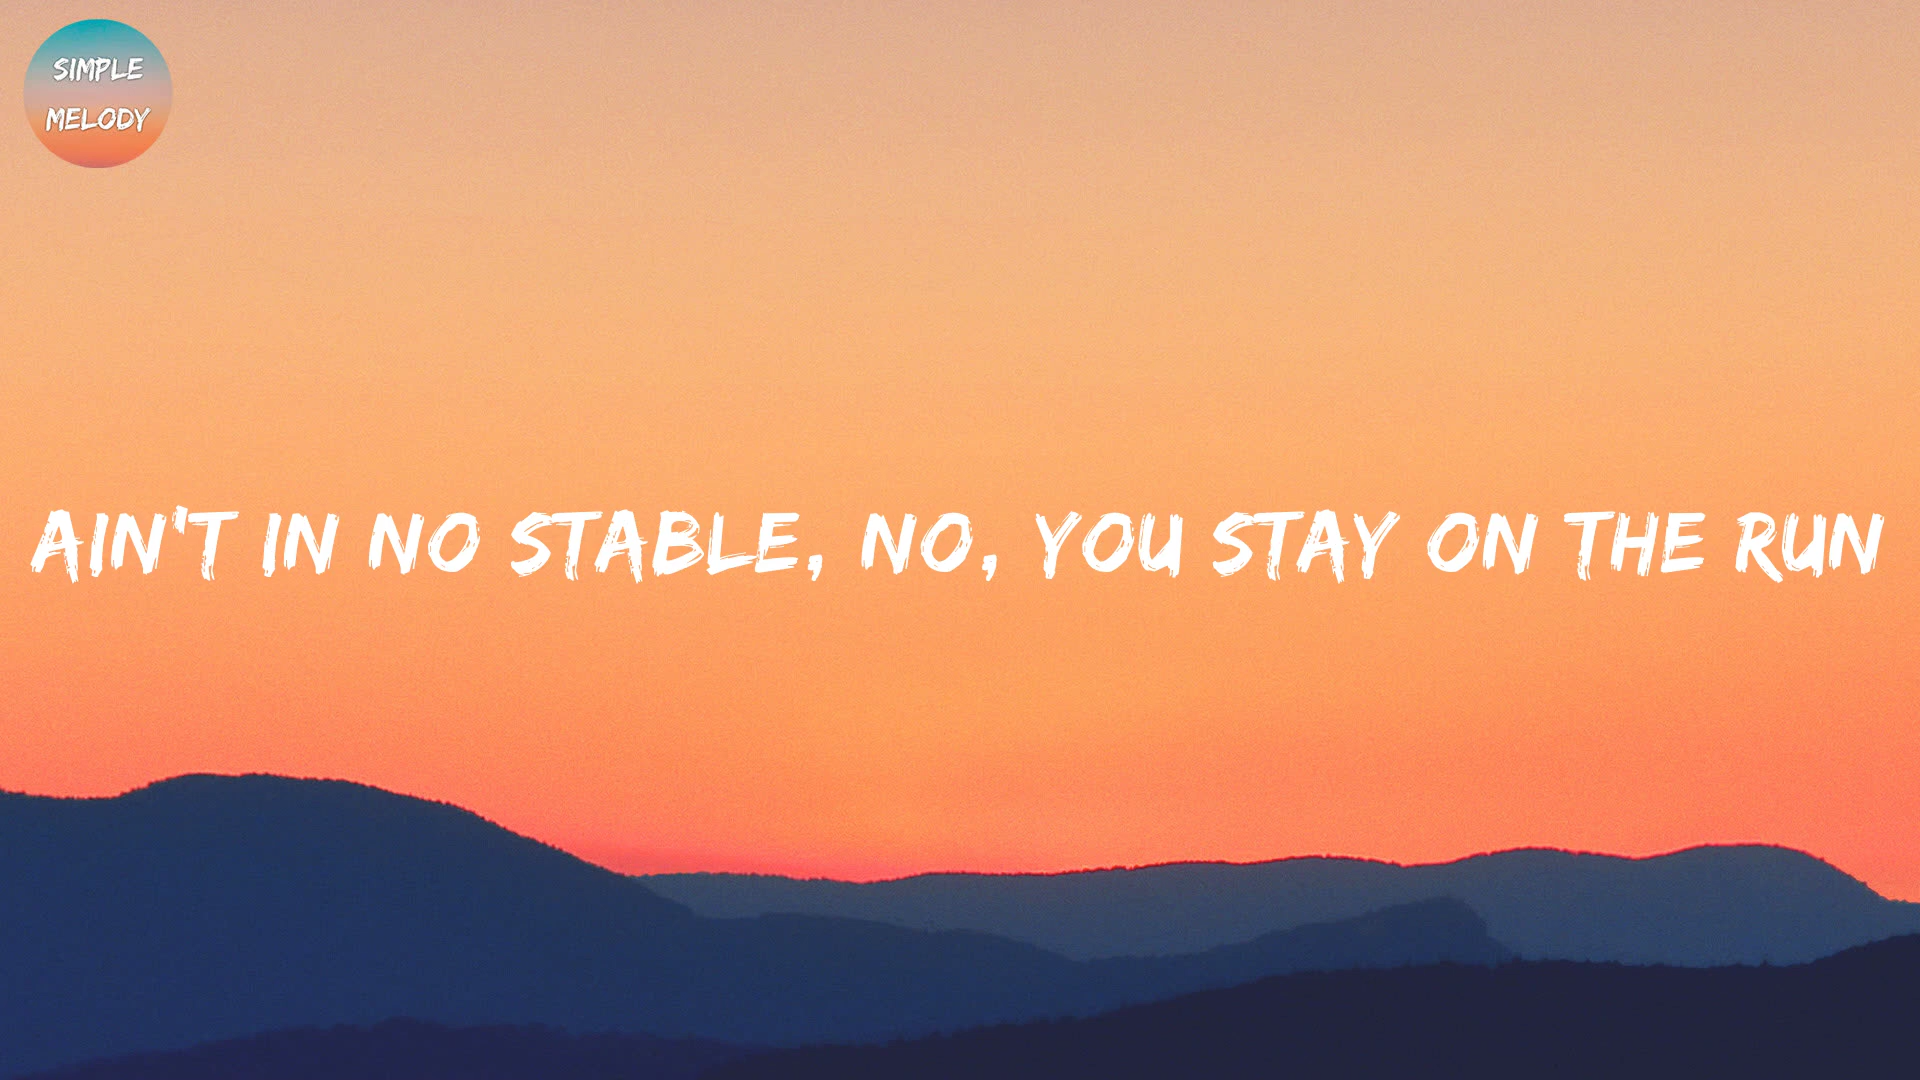 SIMPLE
MELODY
AIN'T IN NO STABLE, NO, YOU STAY ON THE RUN